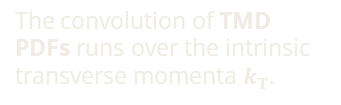 The convolution of TMD
PDFs runs over the intrinsic
transverse momenta k_T.